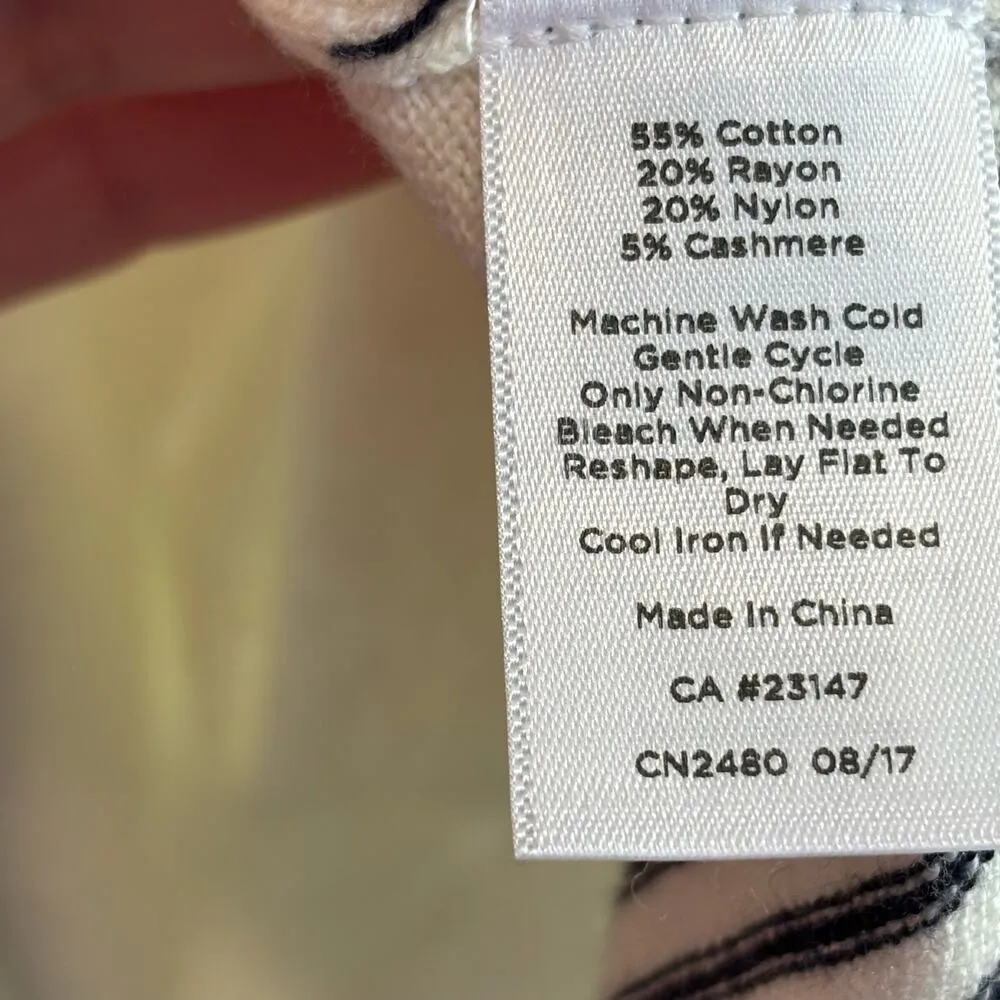 55% Cotton
20% Rayon
20% Nylon
5% Cashmere
Machine Wash Cold
Gentle Cycle
Only Non-Chlorine
Bleach When Needed
Reshape, Lay Flat To
Dry
Cool Iron If Needed
Made In China
CA #23147
CN2480 08/17